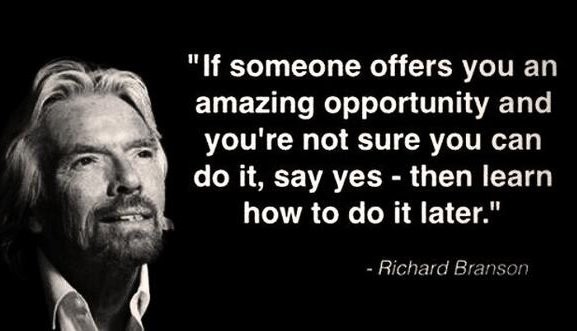 "If someone offers you an
amazing opportunity and
you're not sure you can
do it, say yes - then learn
how to do it later."
- Richard Branson